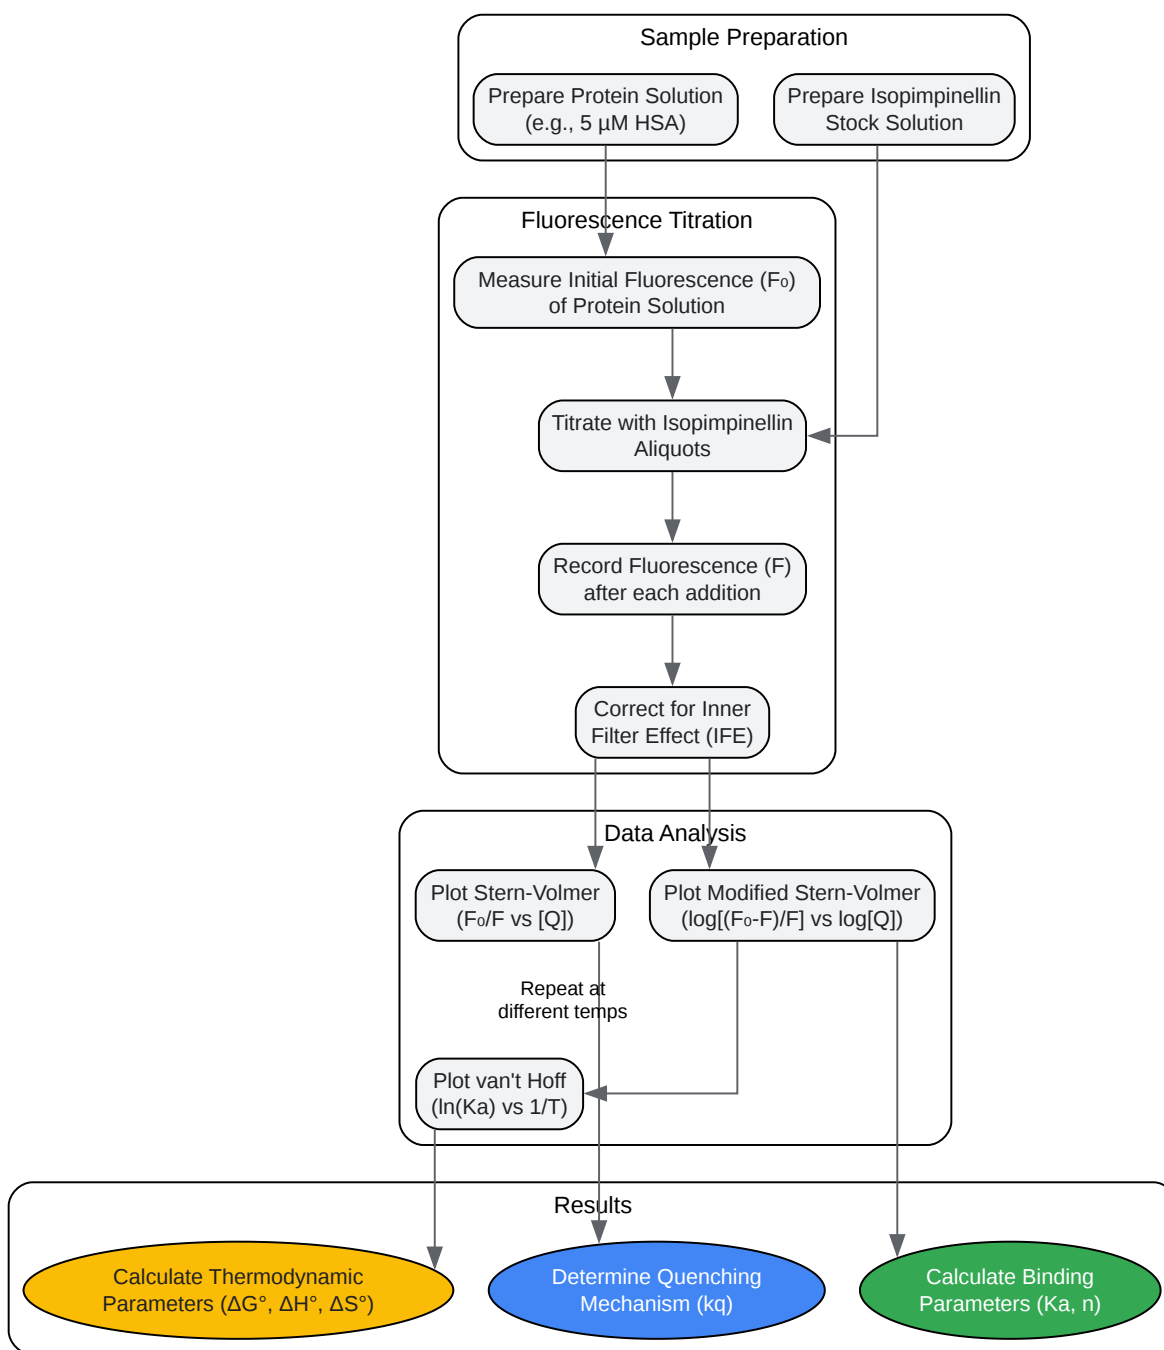 Sample Preparation
Prepare Protein Solution
(e.g., 5 µM HSA)
Prepare Isopimpinellin
Stock Solution
Fluorescence Titration
Measure Initial Fluorescence (F₀)
of Protein Solution
Titrate with Isopimpinellin
Aliquots
Record Fluorescence (F)
after each addition
Correct for Inner
Filter Effect (IFE)
Data Analysis
Plot Stern-Volmer
(F₀/F vs [Q])
Plot Modified Stern-Volmer
(log[(F₀-F)/F] vs log[Q])
Repeat at
different temps
Plot van't Hoff
(ln(Ka) vs 1/T)
Results
Calculate Thermodynamic
Parameters (ΔG°, ΔH°, ΔS°)
Determine Quenching
Mechanism (kq)
Calculate Binding
Parameters (Ka, n)